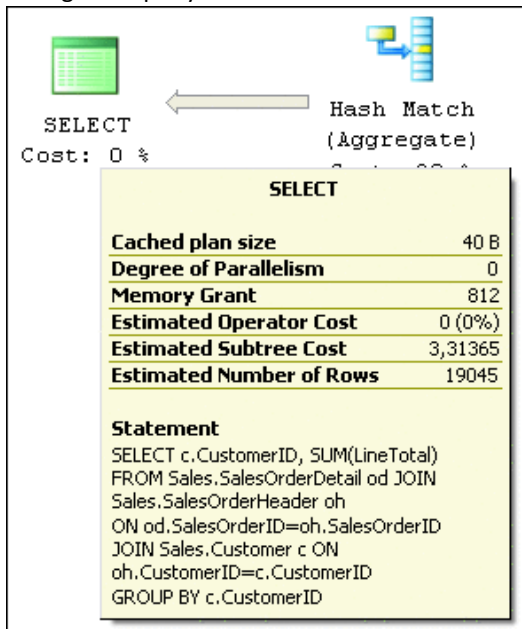 SELECT
Cost: 0 %
Hash Match
(Aggregate)
SELECT
Cached plan size 40 B
Degree of Parallelism 0
Memory Grant 812
Estimated Operator Cost 0 (0%)
Estimated Subtree Cost 3,31365
Estimated Number of Rows 19045
Statement
SELECT c.CustomerID, SUM(LineTotal)
FROM Sales.SalesOrderDetail od JOIN
Sales.SalesOrderHeader oh
ON od.SalesOrderID=oh.SalesOrderID
JOIN Sales.Customer c ON
oh.CustomerID=c.CustomerID
GROUP BY c.CustomerID